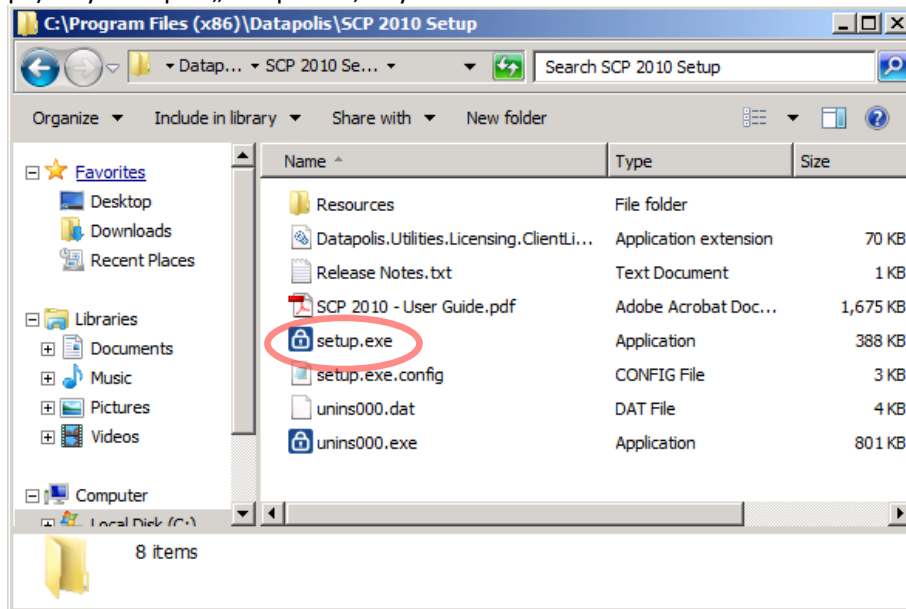 C:\Program Files (x86)\Datapolis\SCP 2010 Setup
Datap... SCP 2010 Se... Search SCP 2010 Setup
Organize Include in library Share with New folder
Name Type Size
Favorites
Desktop
Downloads
Recent Places
Libraries
Documents
Music
Pictures
Videos
Computer
Local Disk (C:)
Resources File folder
Datapolis.Utilities.Licensing.ClientLi... Application extension 70 KB
Release Notes.txt Text Document 1 KB
SCP 2010 - User Guide.pdf Adobe Acrobat Doc... 1,675 KB
setup.exe Application 388 KB
setup.exe.config CONFIG File 3 KB
unins000.dat DAT File 4 KB
unins000.exe Application 801 KB
8 items